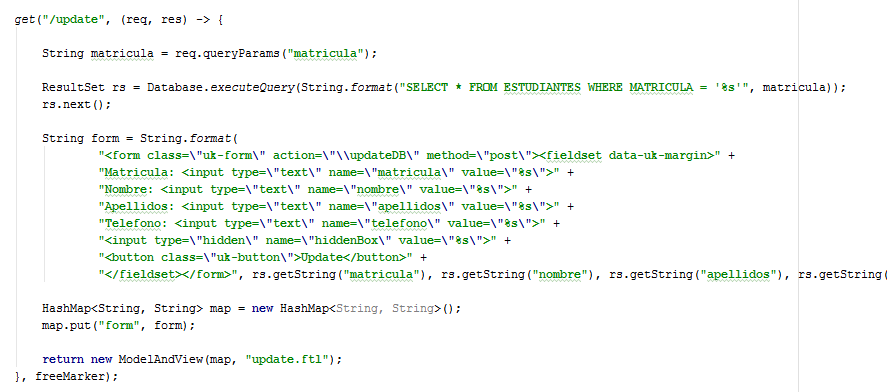 get("/update", (req, res) -> {
String matricula = req.queryParams("matricula");
ResultSet rs = Database.executeQuery(String.format("SELECT * FROM ESTUDIANTES WHERE MATRICULA = '%s'", matricula));
rs.next();
String form = String.format(
"<form class=\"uk-form\" action=\"\\updateDB\" method=\"post\"><fieldset data-uk-margin>" +
"Matricula: <input type=\"text\" name=\"matricula\" value=\"%s\">" +
"Nombre: <input type=\"text\" name=\"nombre\" value=\"%s\">" +
"Apellidos: <input type=\"text\" name=\"apellidos\" value=\"%s\">" +
"Telefono: <input type=\"text\" name=\"telefono\" value=\"%s\">" +
"<input type=\"hidden\" name=\"hiddenBox\" value=\"%s\">" +
"<button class=\"uk-button\">Update</button>" +
"</fieldset></form>", rs.getString("matricula"), rs.getString("nombre"), rs.getString("apellidos"), rs.getString(
HashMap<String, String> map = new HashMap<String, String>();
map.put("form", form);
return new ModelAndView(map, "update.ftl");
}, freeMarker);